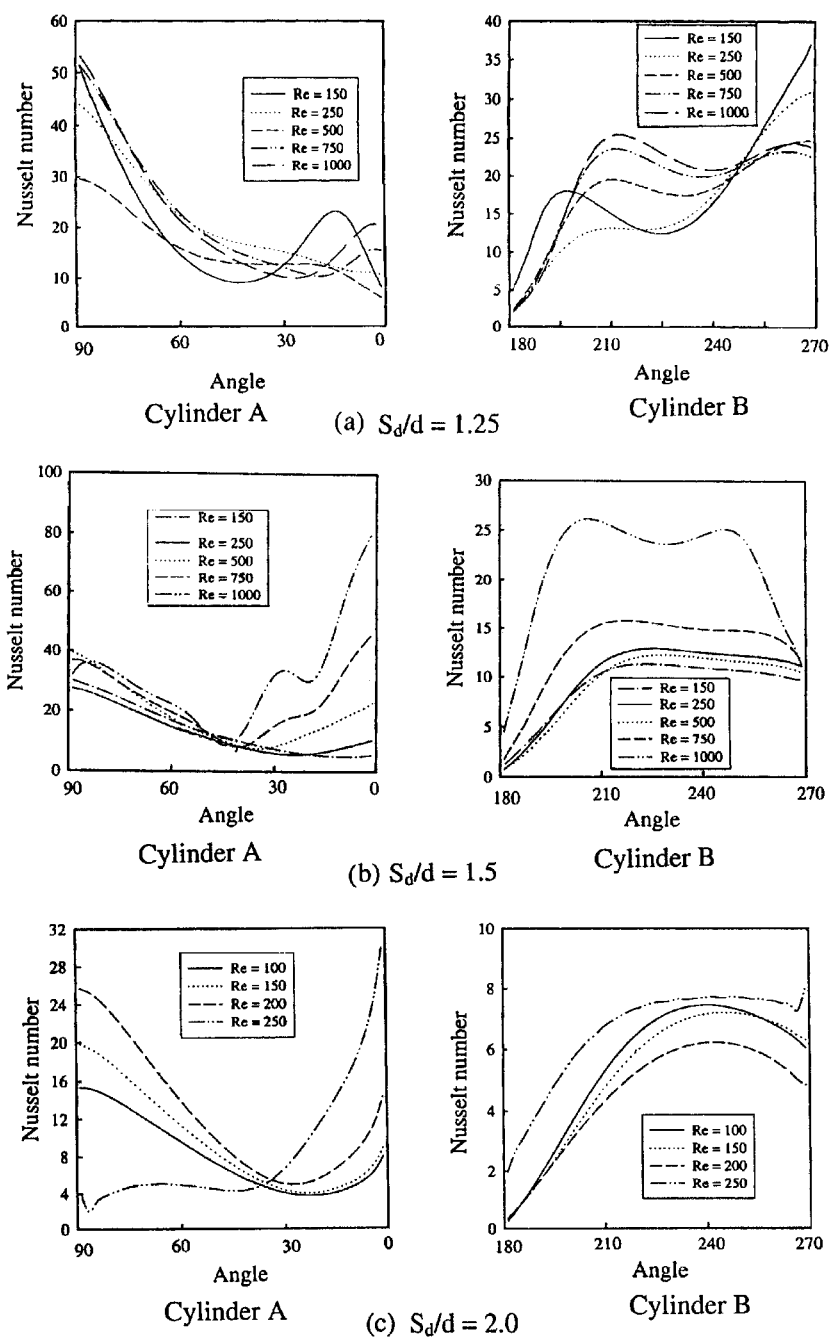 60
50
40
30
20
10
0
Nusselt number
Re = 150
Re = 250
Re = 500
Re = 750
Re = 1000
90
60
30
0
Angle
Cylinder A
40
35
30
25
20
15
10
5
0
Nusselt number
Re = 150
Re = 250
Re = 500
Re = 750
Re = 1000
180
210
240
270
Angle
Cylinder B
(a) S_d/d = 1.25
100
80
60
40
20
0
Nusselt number
Re = 150
Re = 250
Re = 500
Re = 750
Re = 1000
90
60
30
0
Angle
Cylinder A
30
25
20
15
10
5
0
Nusselt number
Re = 150
Re = 250
Re = 500
Re = 750
Re = 1000
180
210
240
270
Angle
Cylinder B
(b) S_d/d = 1.5
32
28
24
20
16
12
8
4
0
Nusselt number
Re = 100
Re = 150
Re = 200
Re = 250
90
60
30
0
Angle
Cylinder A
10
8
6
4
2
0
Nusselt number
Re = 100
Re = 150
Re = 200
Re = 250
180
210
240
270
Angle
Cylinder B
(c) S_d/d = 2.0